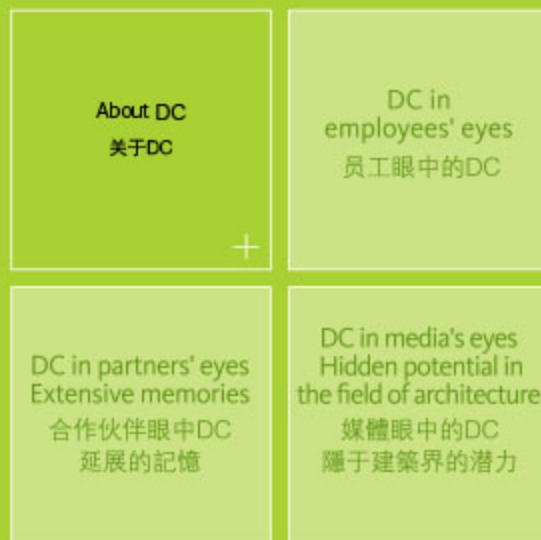 About DC
关于DC
DC in
employees' eyes
员工眼中的DC
DC in partners' eyes
Extensive memories
合作伙伴眼中DC
延展的記憶
DC in media's eyes
Hidden potential in
the field of architecture
媒體眼中的DC
隱于建築界的潜力